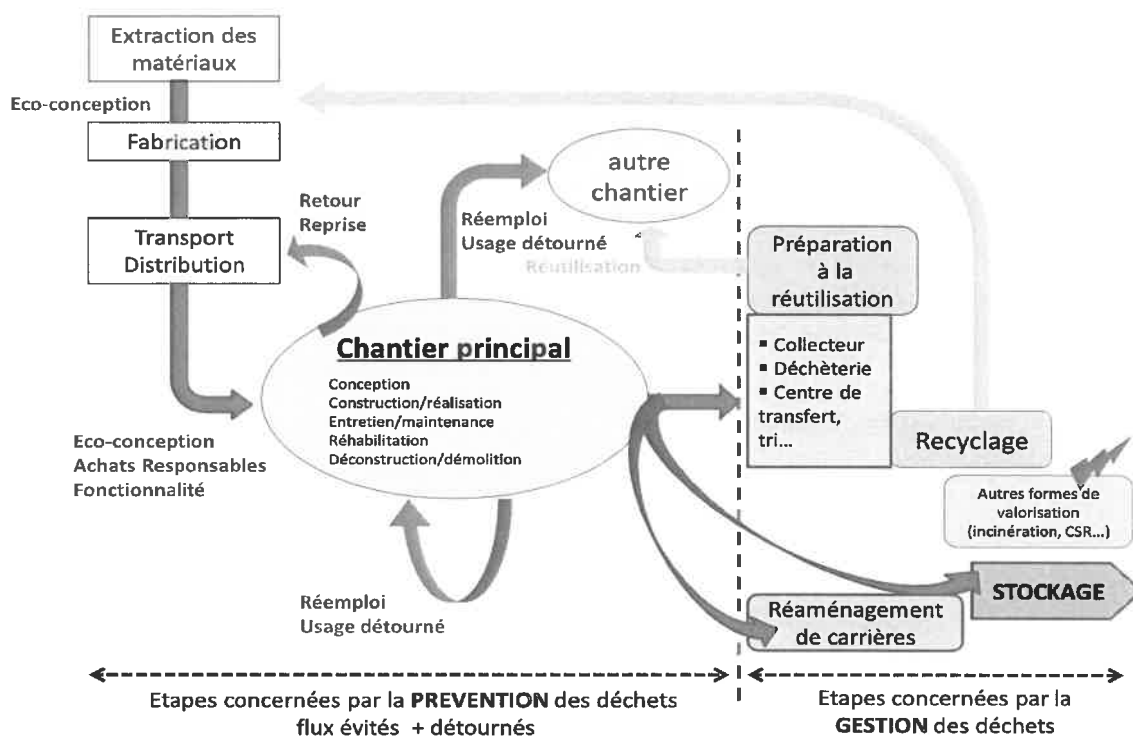 Extraction des
matériaux
Eco-conception
Fabrication
Transport
Distribution
Retour
Reprise
autre
chantier
Réemploi
Usage détourné
Réutilisation
Préparation
à la
réutilisation
▪ Collecteur
▪ Déchèterie
▪ Centre de
transfert,
tri...
Recyclage
Autres formes de
valorisation
(incinération, CSR...)
STOCKAGE
Réaménagement
de carrières
Chantier principal
Conception
Construction/réalisation
Entretien/maintenance
Réhabilitation
Déconstruction/démolition
Eco-conception
Achats Responsables
Fonctionnalité
Réemploi
Usage détourné
Etapes concernées par la PREVENTION des déchets
flux évités + détournés
Etapes concernées par la
GESTION des déchets